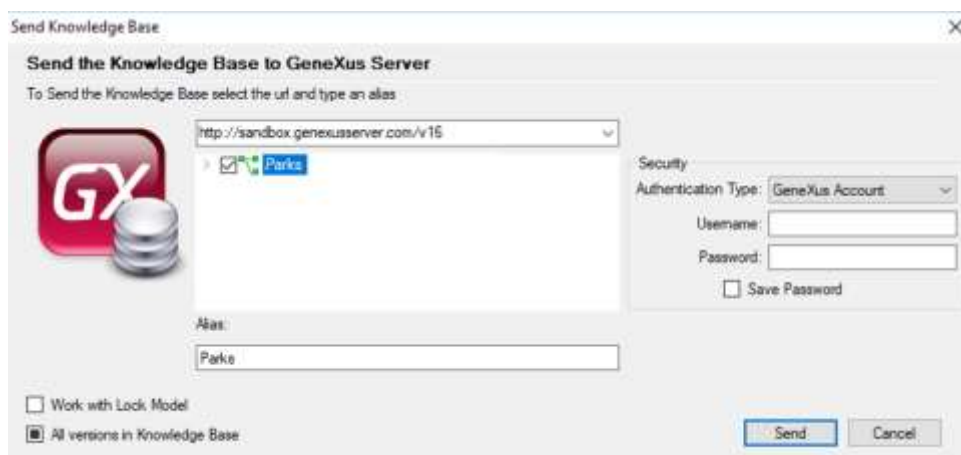 Send Knowledge Base
Send the Knowledge Base to GeneXus Server
To Send the Knowledge Base select the url and type an alias
http://sandbox.genexusserver.com/v16
GX
Parks
Security
Authentication Type: GeneXus Account
Username:
Password:
Save Password
Alias:
Parks
Work with Lock Model
All versions in Knowledge Base
Send
Cancel